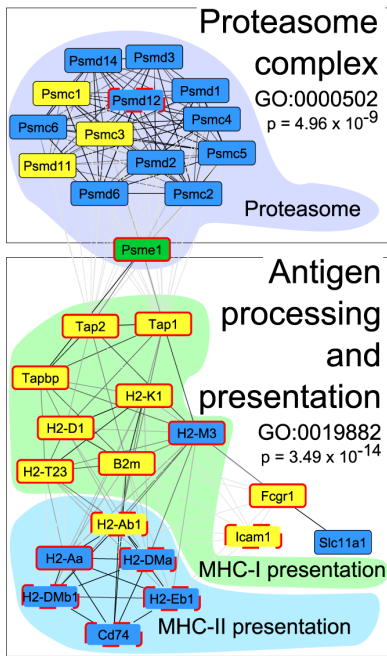 Proteasome
complex
GO:0000502
p = 4.96 x 10-9
Psmd14
Psmd3
Psmc1
Psmd12
Psmd1
Psmc6
Psmc3
Psmc4
Psmd11
Psmd2
Psmc5
Psmd6
Psmc2
Proteasome
Psme1
Antigen
processing
and
presentation
GO:0019882
p = 3.49 x 10-14
Tap2
Tap1
Tapbp
H2-K1
H2-D1
H2-M3
H2-T23
B2m
Fcgr1
H2-Ab1
Icam1
Slc11a1
H2-Aa
H2-DMa
MHC-I presentation
H2-DMb1
H2-Eb1
Cd74
MHC-II presentation